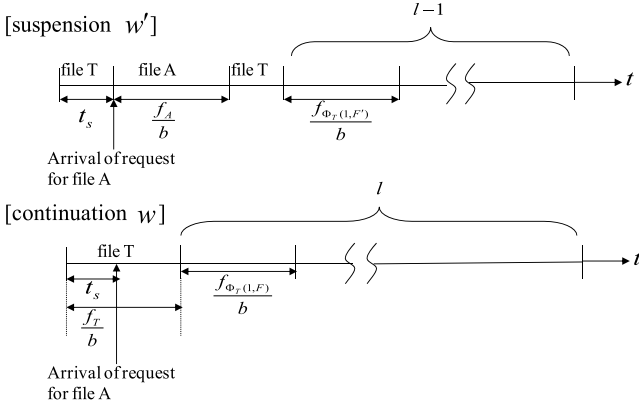 [suspension w′]
l−1
file T file A file T
t
t_s f_A/b f_{Φ_T(1,F′)}/b
Arrival of request
for file A
[continuation w]
l
file T
t
t_s f_{Φ_T(1,F)}/b
f_T/b
Arrival of request
for file A